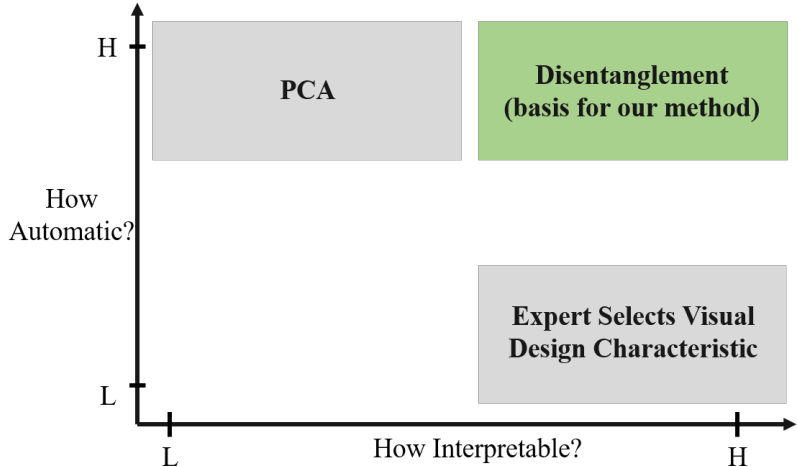 H
PCA
Disentanglement
(basis for our method)
How
Automatic?
Expert Selects Visual
Design Characteristic
L
How Interpretable?
L
H